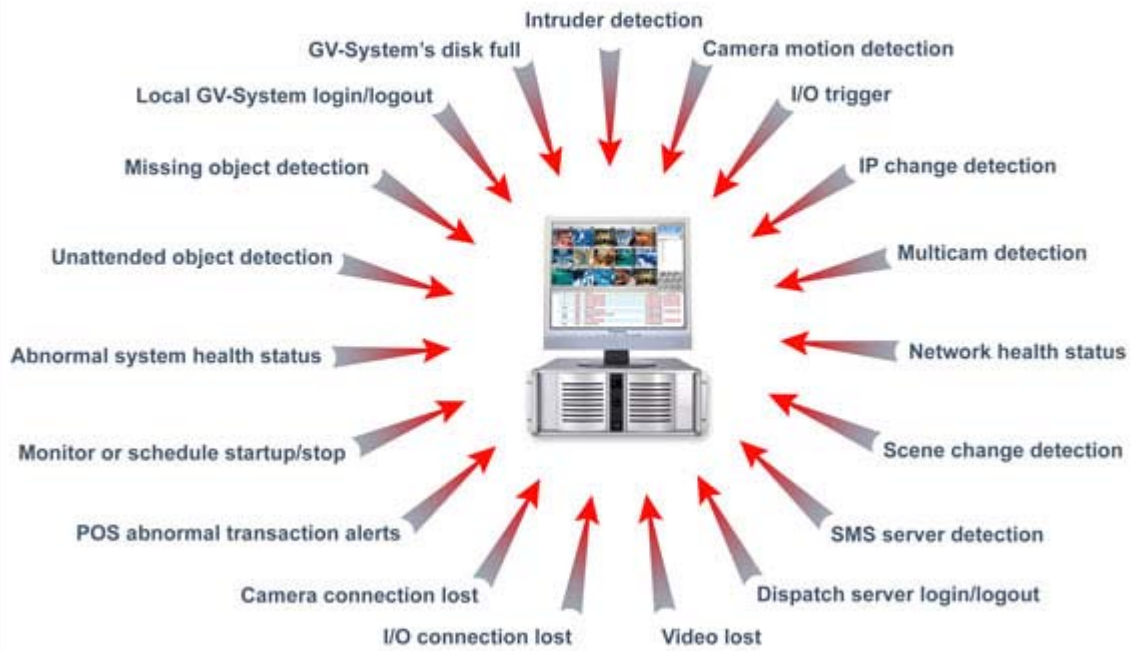 Intruder detection
GV-System's disk full
Camera motion detection
Local GV-System login/logout
I/O trigger
Missing object detection
IP change detection
Unattended object detection
Multicam detection
Abnormal system health status
Network health status
Monitor or schedule startup/stop
Scene change detection
POS abnormal transaction alerts
SMS server detection
Camera connection lost
Dispatch server login/logout
I/O connection lost
Video lost